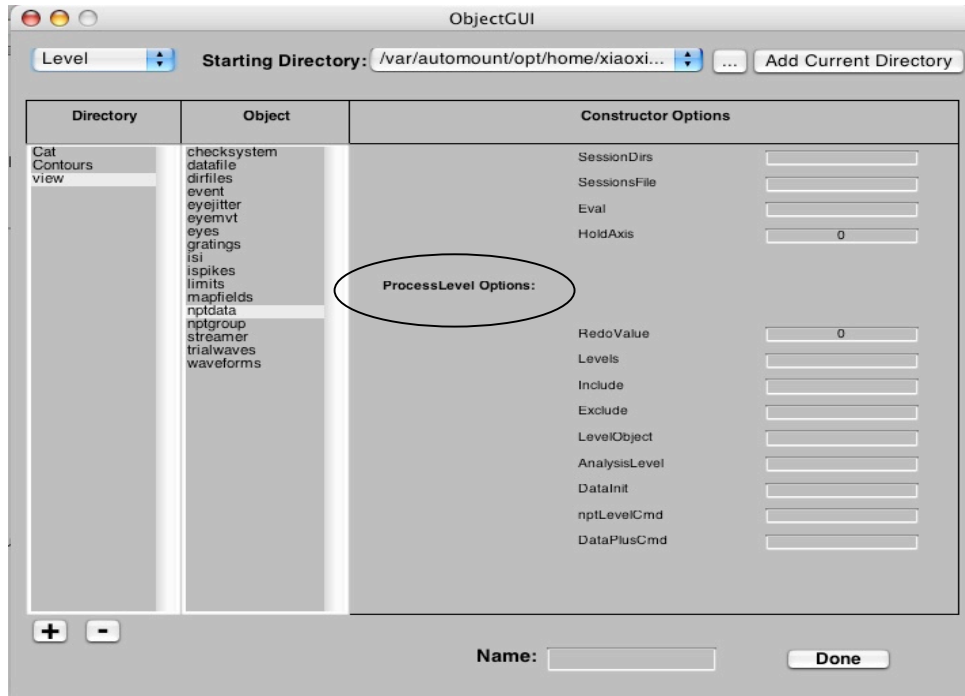 ObjectGUI
Level
Starting Directory: /var/automount/opt/home/xiaoxi... ... Add Current Directory
Directory Object Constructor Options
Cat
Contours
view
checksystem
datafile
dirfiles
event
eyejitter
eyemvt
eyes
gratings
isi
ispikes
limits
mapfields
nptdata
nptgroup
streamer
trialwaves
waveforms
SessionDirs
SessionsFile
Eval
HoldAxis 0
ProcessLevel Options:
RedoValue 0
Levels
Include
Exclude
LevelObject
AnalysisLevel
DataInit
nptLevelCmd
DataPlusCmd
+ -
Name: Done